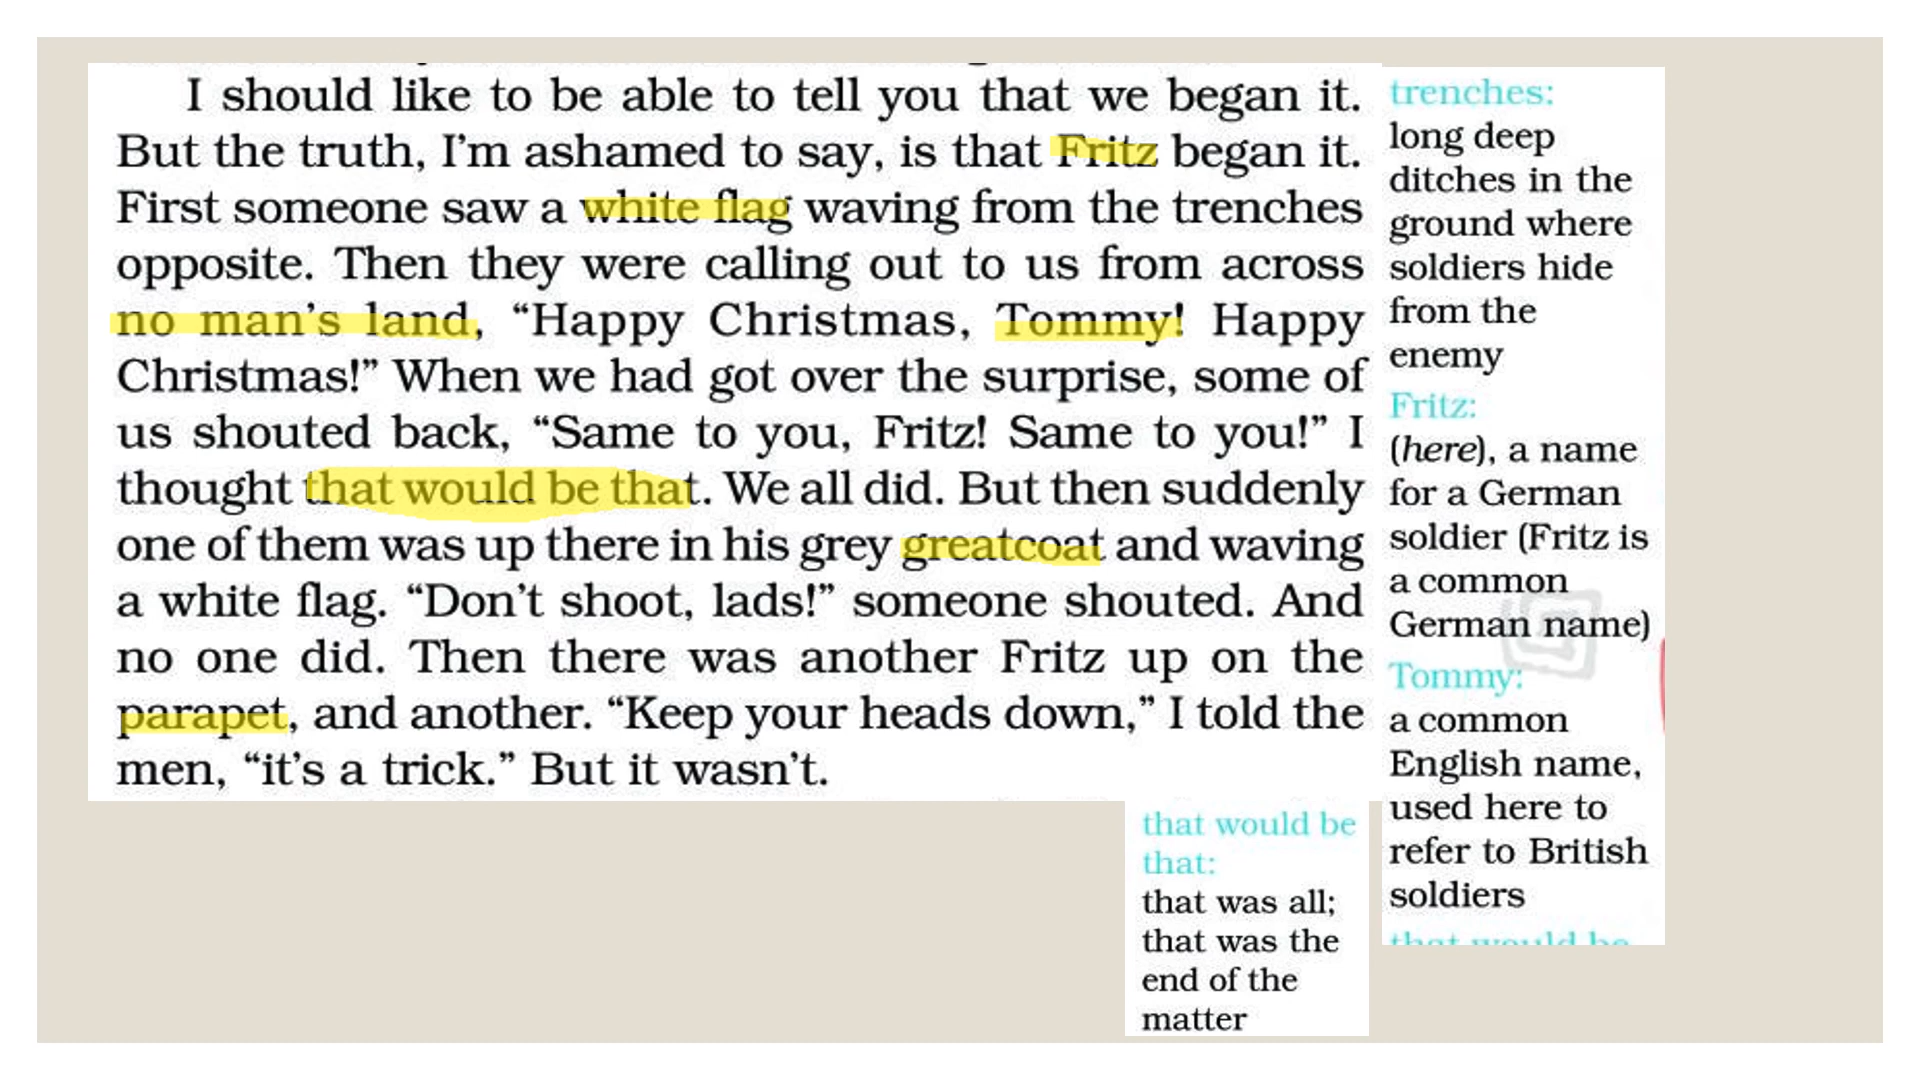 I should like to be able to tell you that we began it.
But the truth, I’m ashamed to say, is that Fritz began it.
First someone saw a white flag waving from the trenches
opposite. Then they were calling out to us from across
no man’s land, “Happy Christmas, Tommy! Happy
Christmas!” When we had got over the surprise, some of
us shouted back, “Same to you, Fritz! Same to you!” I
thought that would be that. We all did. But then suddenly
one of them was up there in his grey greatcoat and waving
a white flag. “Don’t shoot, lads!” someone shouted. And
no one did. Then there was another Fritz up on the
parapet, and another. “Keep your heads down,” I told the
men, “it’s a trick.” But it wasn’t.
trenches:
long deep
ditches in the
ground where
soldiers hide
from the
enemy
Fritz:
(here), a name
for a German
soldier (Fritz is
a common
German name)
Tommy:
a common
English name,
used here to
refer to British
soldiers
that would be
that would be
that:
that was all;
that was the
end of the
matter